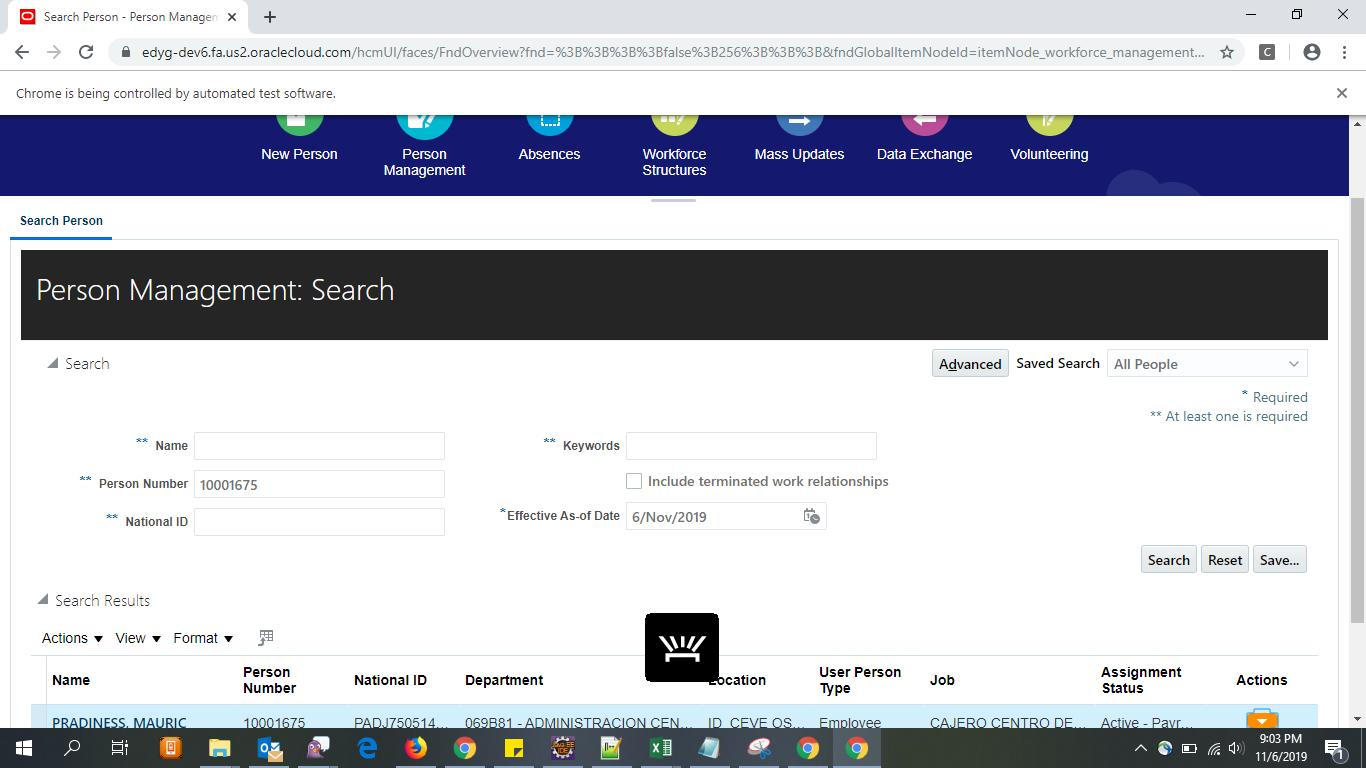 Search Person - Person Managem
edyg-dev6.fa.us2.oraclecloud.com/hcmUI/faces/FndOverview?fnd=%3B%3B%3B%3Bfalse%3B256%3B%3B%3B&fndGlobalItemNodeId=itemNode_workforce_management...
C
Chrome is being controlled by automated test software.
New Person
Person Management
Absences
Workforce Structures
Mass Updates
Data Exchange
Volunteering
Search Person
Person Management: Search
Search
Advanced Saved Search All People
* Required
** At least one is required
** Name
** Keywords
** Person Number 10001675
Include terminated work relationships
** National ID
*Effective As-of Date 6/Nov/2019
Search Reset Save...
Search Results
Actions View Format
Name Person Number National ID Department Location User Person Type Job Assignment Status Actions
PRADINESS, MAURIC 10001675 PADJ750514... 069B81 - ADMINISTRACION CEN... ID_CEVE OS... Employee CAJERO CENTRO DE... Active - Payr...
9:03 PM
11/6/2019
1